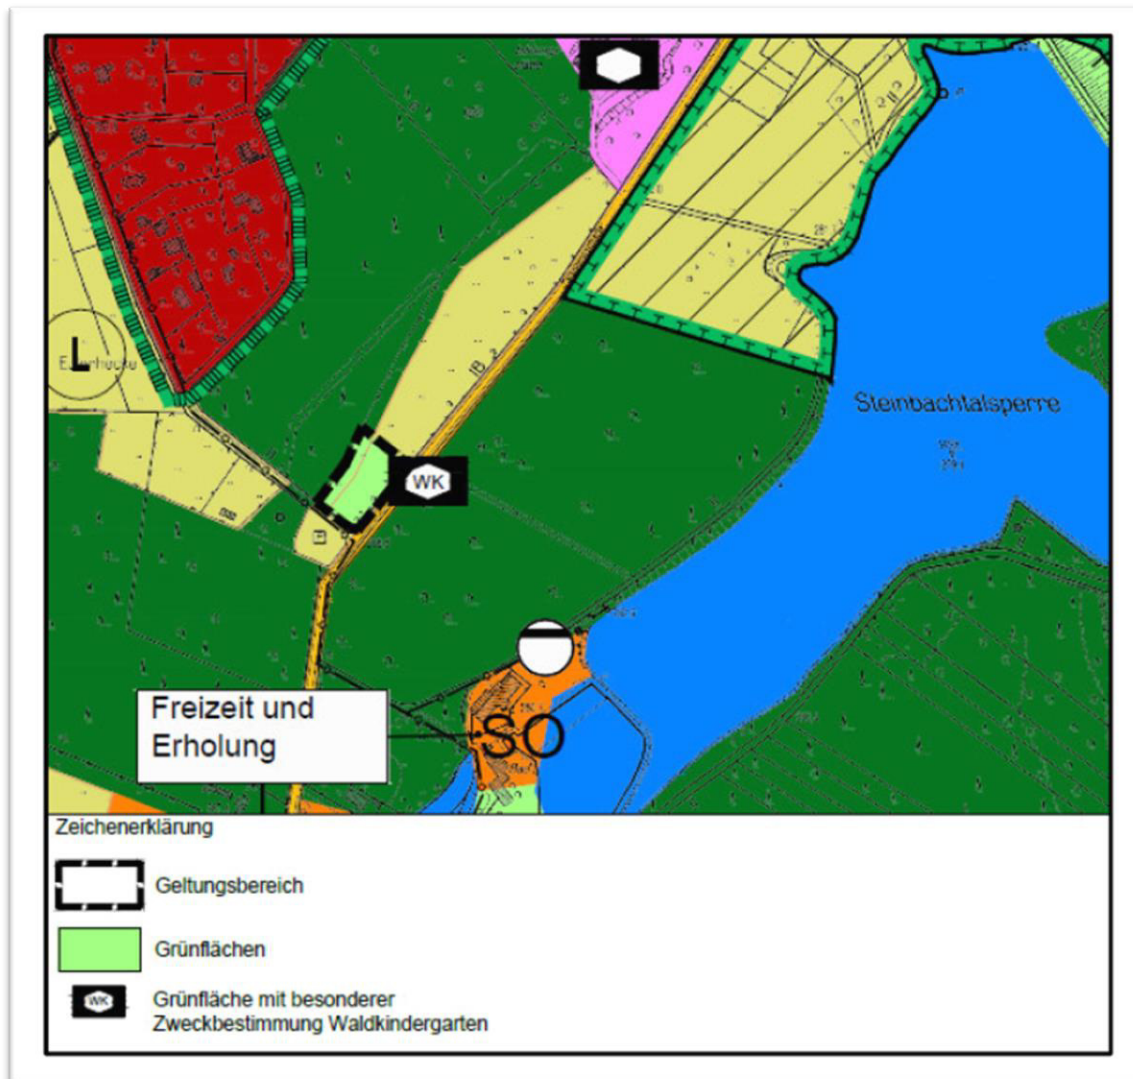 L
Steinbachtalsperre
WK
Freizeit und
Erholung
SO
Zeichenerklärung
Geltungsbereich
Grünflächen
WK
Grünfläche mit besonderer
Zweckbestimmung Waldkindergarten